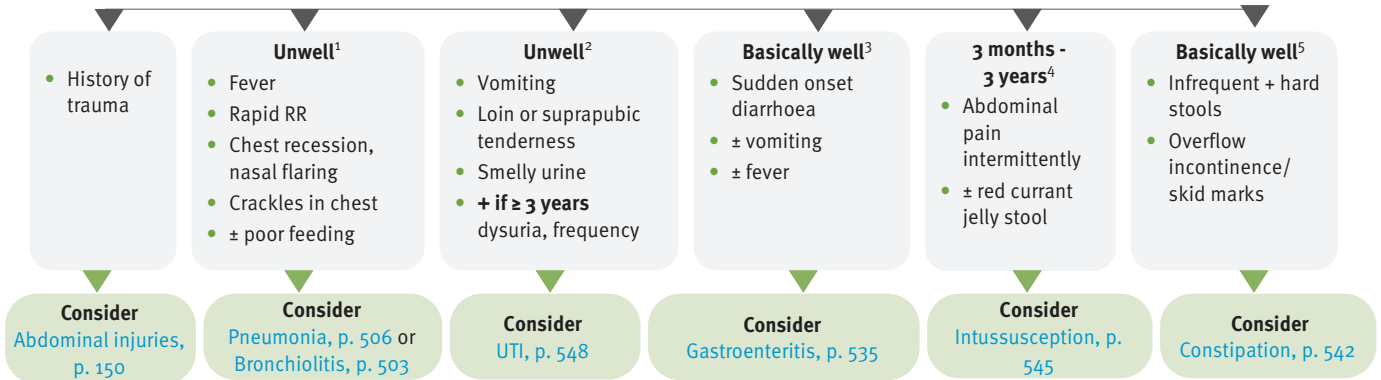 • History of
trauma
Unwell¹
• Fever
• Rapid RR
• Chest recession,
nasal flaring
• Crackles in chest
• ± poor feeding
Unwell²
• Vomiting
• Loin or suprapubic
tenderness
• Smelly urine
• + if ≥ 3 years
dysuria, frequency
Basically well³
• Sudden onset
diarrhoea
• ± vomiting
• ± fever
3 months -
3 years⁴
• Abdominal
pain
intermittently
• ± red currant
jelly stool
Basically well⁵
• Infrequent + hard
stools
• Overflow
incontinence/
skid marks
Consider
Abdominal injuries,
p. 150
Consider
Pneumonia, p. 506 or
Bronchiolitis, p. 503
Consider
UTI, p. 548
Consider
Gastroenteritis, p. 535
Consider
Intussusception, p.
545
Consider
Constipation, p. 542